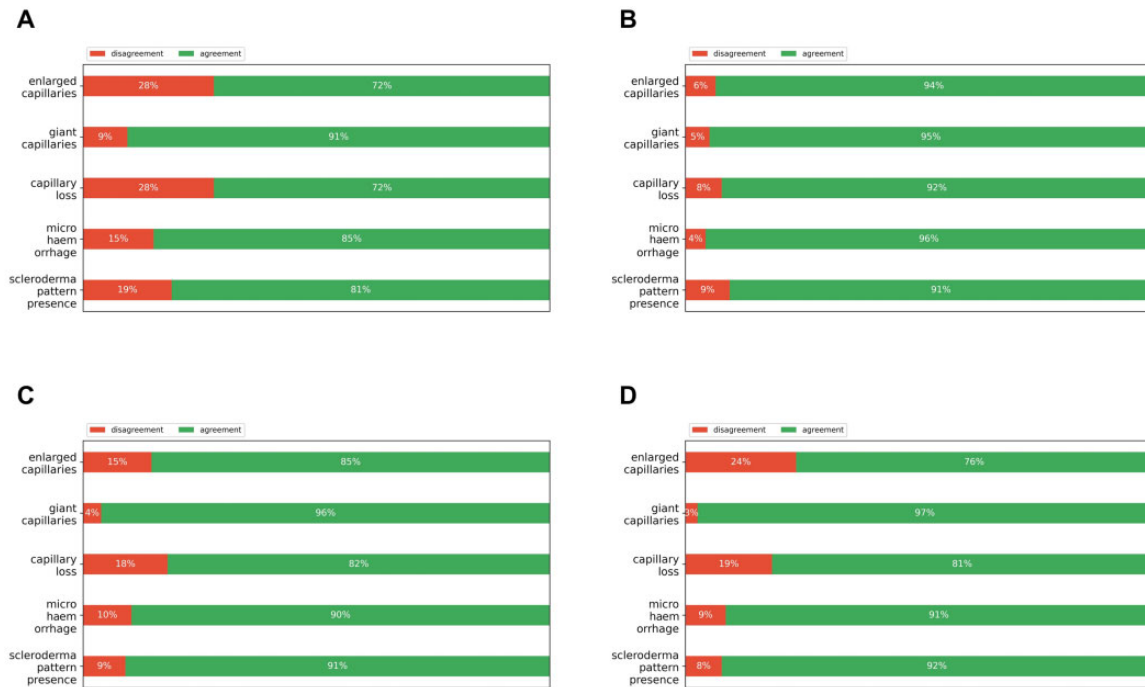 A
disagreement agreement
enlarged
capillaries
28% 72%
giant
capillaries
9% 91%
capillary
loss
28% 72%
micro
haem
orrhage
15% 85%
scleroderma
pattern
presence
19% 81%
B
disagreement agreement
enlarged
capillaries
6% 94%
giant
capillaries
5% 95%
capillary
loss
8% 92%
micro
haem
orrhage
4% 96%
scleroderma
pattern
presence
9% 91%
C
disagreement agreement
enlarged
capillaries
15% 85%
giant
capillaries
4% 96%
capillary
loss
18% 82%
micro
haem
orrhage
10% 90%
scleroderma
pattern
presence
9% 91%
D
disagreement agreement
enlarged
capillaries
24% 76%
giant
capillaries
3% 97%
capillary
loss
19% 81%
micro
haem
orrhage
9% 91%
scleroderma
pattern
presence
8% 92%